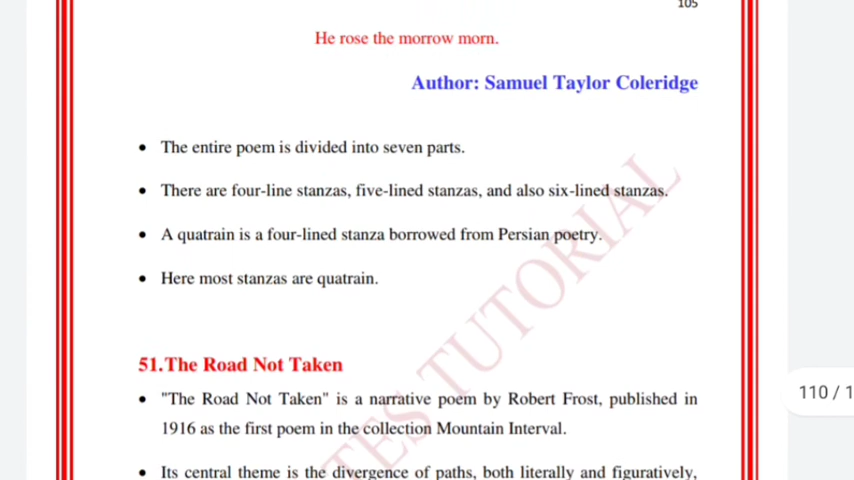 105
He rose the morrow morn.
Author: Samuel Taylor Coleridge
• The entire poem is divided into seven parts.
• There are four-line stanzas, five-lined stanzas, and also six-lined stanzas.
• A quatrain is a four-lined stanza borrowed from Persian poetry.
• Here most stanzas are quatrain.
51.The Road Not Taken
• "The Road Not Taken" is a narrative poem by Robert Frost, published in
1916 as the first poem in the collection Mountain Interval.
110 / 1
• Its central theme is the divergence of paths, both literally and figuratively,
TES TUTORIAL